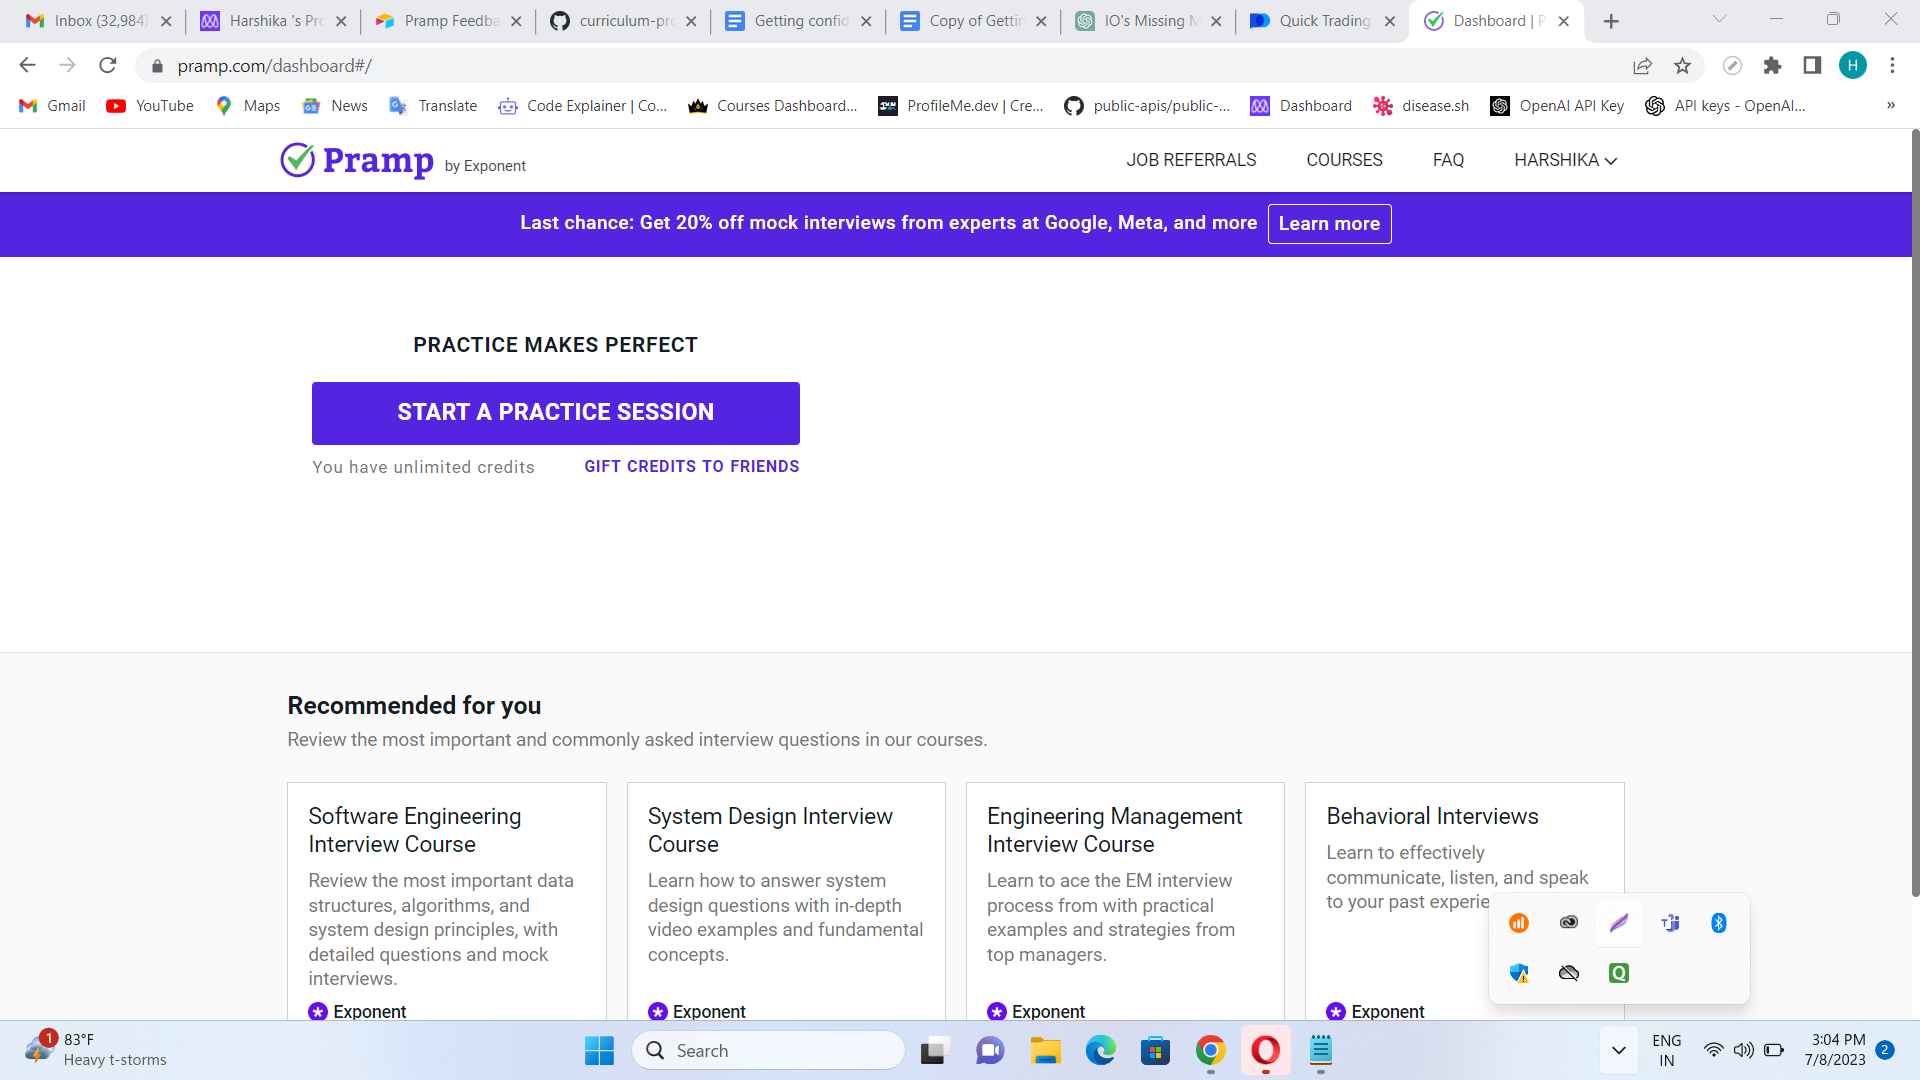 Inbox (32,984)
Harshika 's Pro
Pramp Feedba
curriculum-pro
Getting confid
Copy of Gettin
IO's Missing M
Quick Trading
Dashboard | P
pramp.com/dashboard#/
H
Gmail
YouTube
Maps
News
Translate
Code Explainer | Co...
Courses Dashboard...
ProfileMe.dev | Cre...
public-apis/public-...
Dashboard
disease.sh
OpenAI API Key
API keys - OpenAI...
»
Pramp by Exponent
JOB REFERRALS
COURSES
FAQ
HARSHIKA
Last chance: Get 20% off mock interviews from experts at Google, Meta, and more
Learn more
PRACTICE MAKES PERFECT
START A PRACTICE SESSION
You have unlimited credits
GIFT CREDITS TO FRIENDS
Recommended for you
Review the most important and commonly asked interview questions in our courses.
Software Engineering
Interview Course
Review the most important data
structures, algorithms, and
system design principles, with
detailed questions and mock
interviews.
Exponent
System Design Interview
Course
Learn how to answer system
design questions with in-depth
video examples and fundamental
concepts.
Exponent
Engineering Management
Interview Course
Learn to ace the EM interview
process from with practical
examples and strategies from
top managers.
Exponent
Behavioral Interviews
Learn to effectively
communicate, listen, and speak
to your past experie
Exponent
1
83°F
Heavy t-storms
Search
ENG
IN
3:04 PM
7/8/2023
2